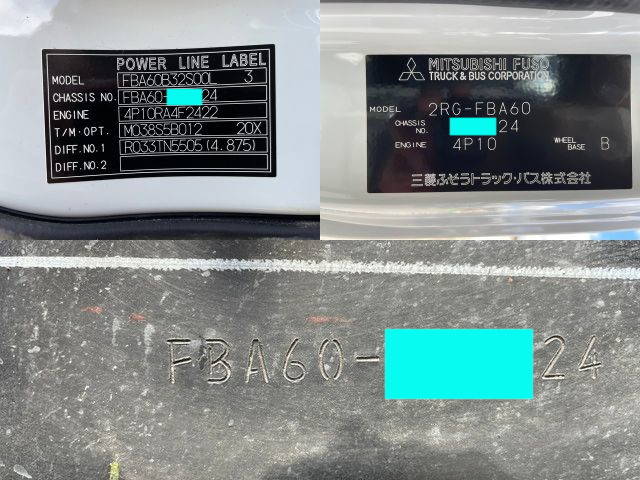 POWER LINE LABEL
MODEL FBA60B32S00L 3
CHASSIS NO. FBA60- 24
ENGINE 4P10RA4F2422
T/M.OPT. M038S5B012 20X
DIFF.NO.1 R033TN5505(4.875)
DIFF.NO.2
MITSUBISHI FUSO
TRUCK & BUS CORPORATION
MODEL 2RG-FBA60
CHASSIS NO. 24
ENGINE 4P10 WHEEL BASE B
三菱ふそうトラック・バス株式会社
FBA60- 24